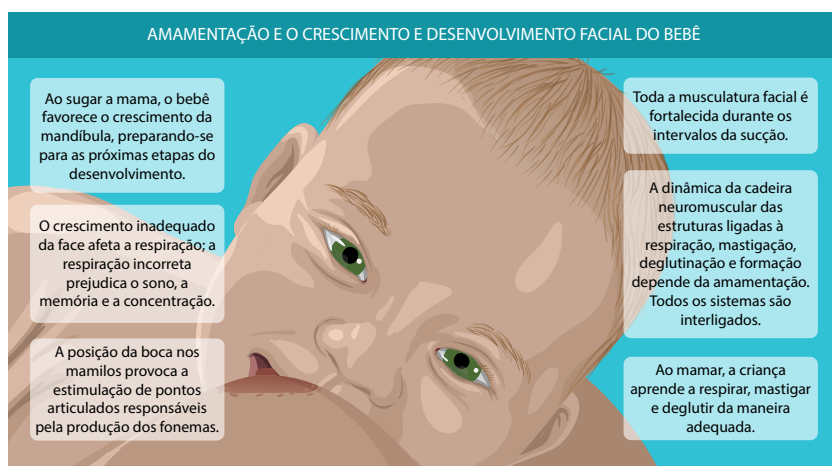 AMAMENTAÇÃO E O CRESCIMENTO E DESENVOLVIMENTO FACIAL DO BEBÊ
Ao sugar a mama, o bebê
favorece o crescimento da
mandíbula, preparando-se
para as próximas etapas do
desenvolvimento.
O crescimento inadequado
da face afeta a respiração; a
respiração incorreta
prejudica o sono, a
memória e a concentração.
A posição da boca nos
mamilos provoca a
estimulação de pontos
articulados responsáveis
pela produção dos fonemas.
Toda a musculatura facial é
fortalecida durante os
intervalos da sucção.
A dinâmica da cadeira
neuromuscular das
estruturas ligadas à
respiração, mastigação,
deglutinação e formação
depende da amamentação.
Todos os sistemas são
interligados.
Ao mamar, a criança
aprende a respirar, mastigar
e deglutir da maneira
adequada.